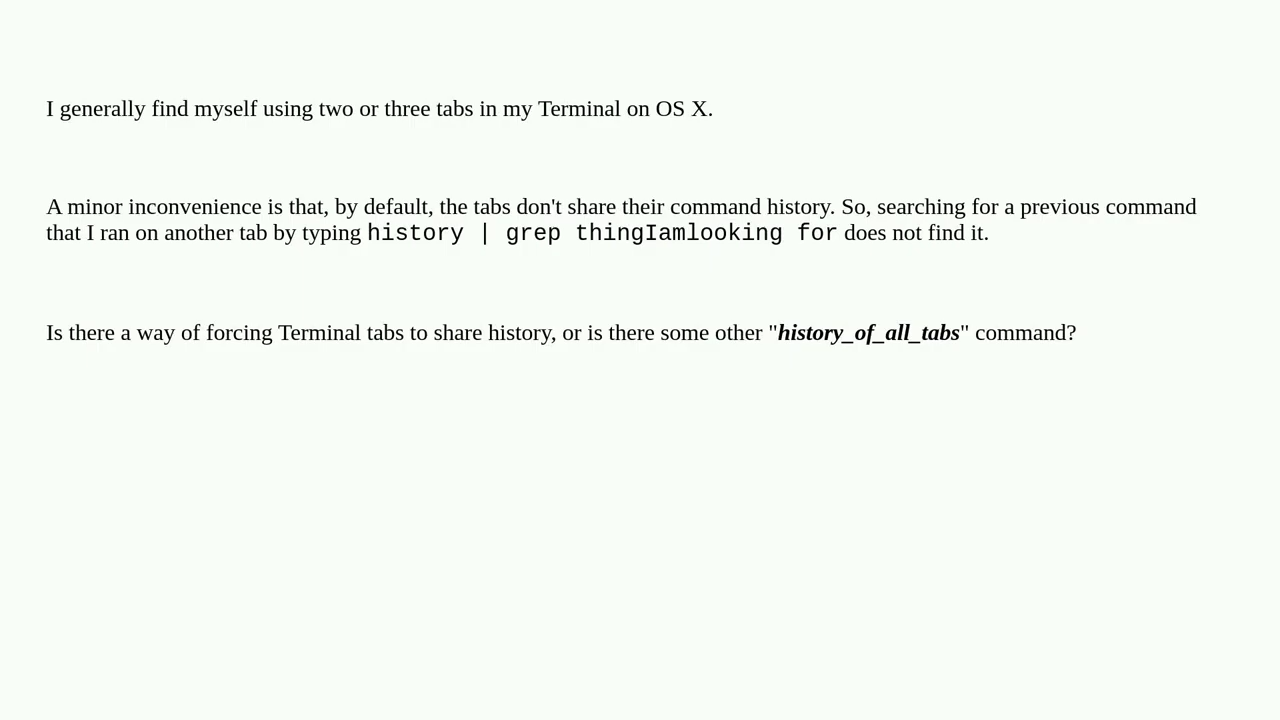 I generally find myself using two or three tabs in my Terminal on OS X.
A minor inconvenience is that, by default, the tabs don't share their command history. So, searching for a previous command
that I ran on another tab by typing history | grep thingIamlooking for does not find it.
Is there a way of forcing Terminal tabs to share history, or is there some other "history_of_all_tabs" command?